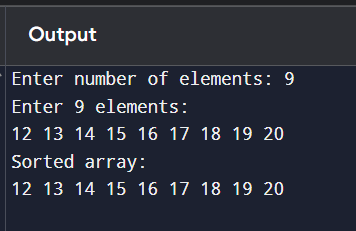 Output
Enter number of elements: 9
Enter 9 elements:
12 13 14 15 16 17 18 19 20
Sorted array:
12 13 14 15 16 17 18 19 20